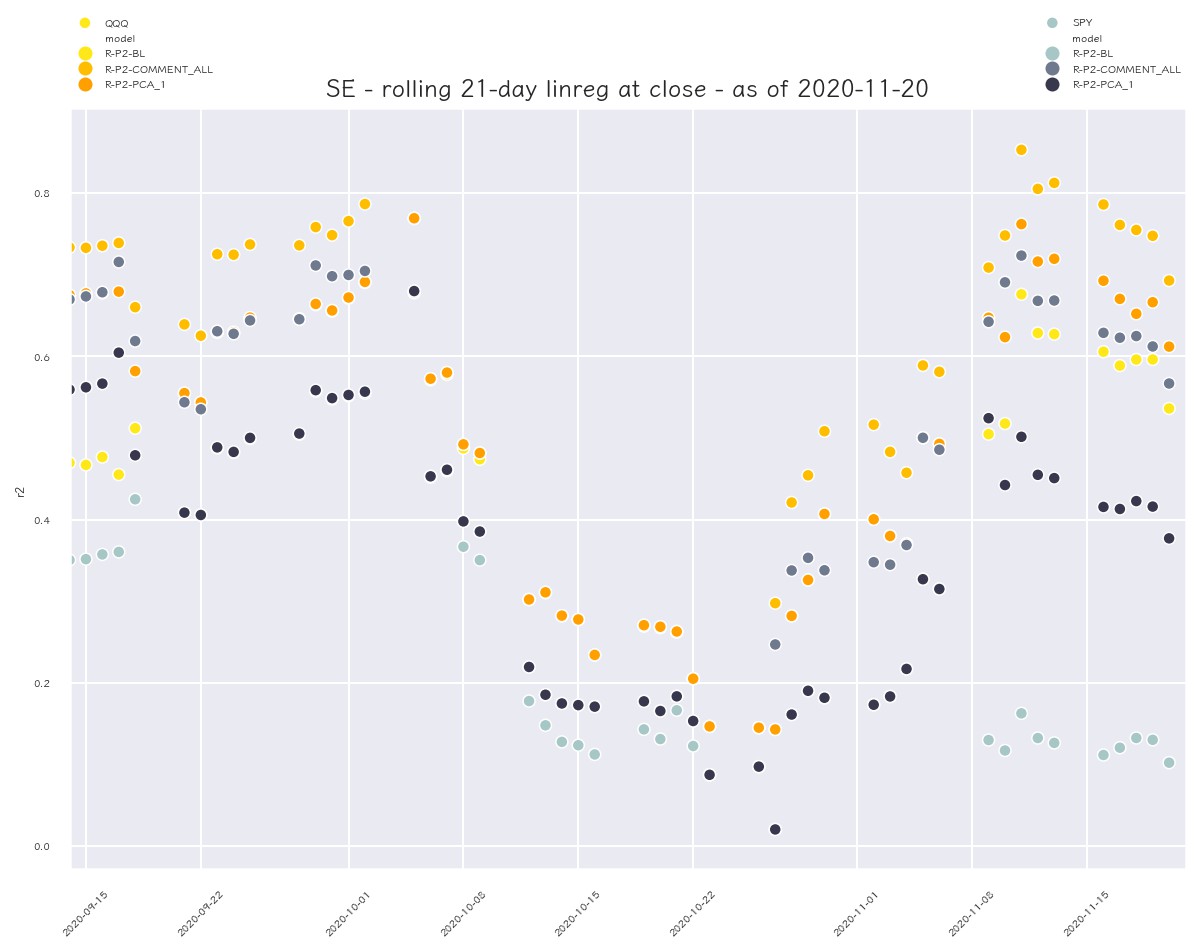 QQQ
model
R-P2-BL
R-P2-COMMENT_ALL
R-P2-PCA_1
SPY
model
R-P2-BL
R-P2-COMMENT_ALL
R-P2-PCA_1
SE - rolling 21-day linreg at close - as of 2020-11-20
0.8
0.6
0.4
0.2
0.0
r2
2020-09-15
2020-09-22
2020-10-01
2020-10-08
2020-10-15
2020-10-22
2020-11-01
2020-11-08
2020-11-15